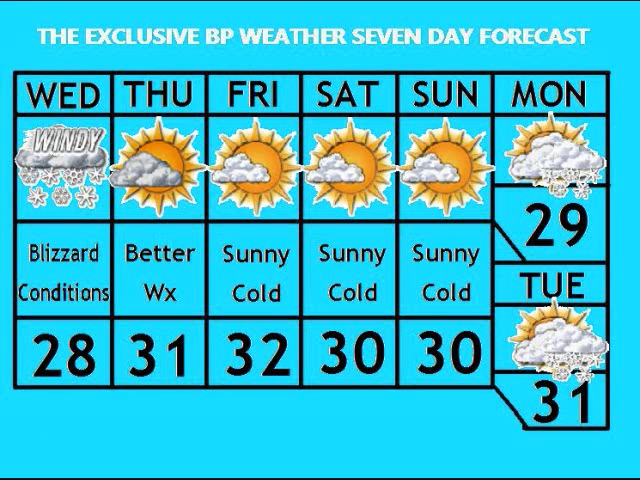 THE EXCLUSIVE BP WEATHER SEVEN DAY FORECAST
WED THU FRI SAT SUN MON
WINDY
Blizzard Better Sunny Sunny Sunny
Conditions Wx Cold Cold Cold
28 31 32 30 30
29
TUE
31